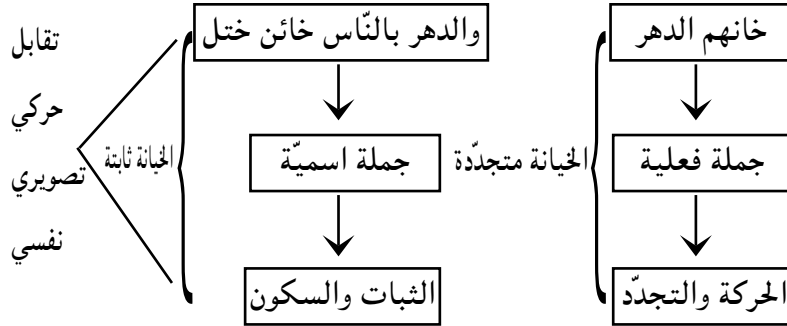 خانهم الدهر
والدهر بالنّاس خائن ختل
تقابل
حركي
جملة فعلية
الخيانة متجدّدة
جملة اسميّة
الخيانة ثابتة
تصويري
نفسي
الحركة والتجدّد
الثبات والسكون